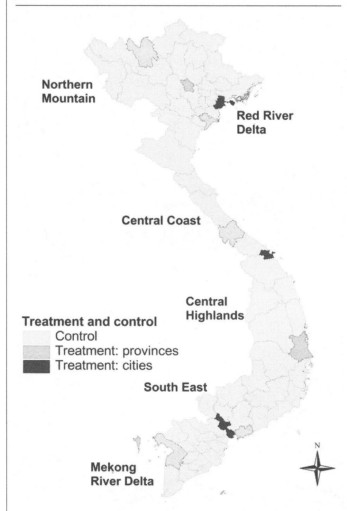 Northern
Mountain
Red River
Delta
Central Coast
Central
Highlands
Treatment and control
Control
Treatment: provinces
Treatment: cities
South East
Mekong
River Delta
N